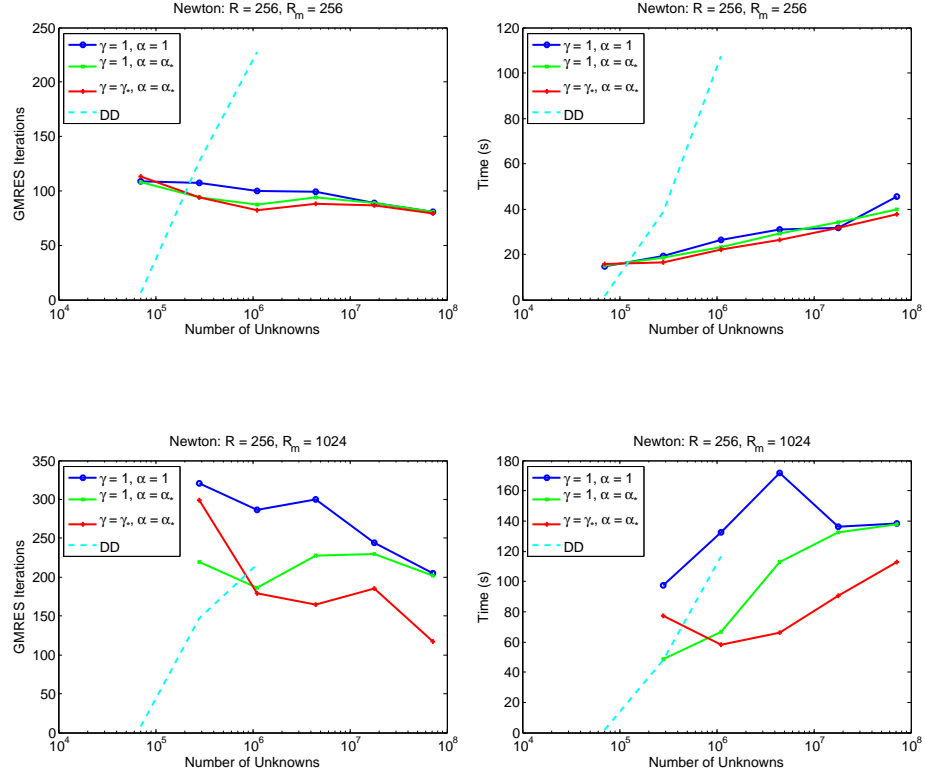 Newton: R = 256, R_m = 256
GMRES Iterations
250
200
150
100
50
0
10^4
10^5
10^6
10^7
10^8
Number of Unknowns
γ = 1, α = 1
γ = 1, α = α_*
γ = γ_*, α = α_*
DD
Newton: R = 256, R_m = 256
Time (s)
120
100
80
60
40
20
0
10^4
10^5
10^6
10^7
10^8
Number of Unknowns
γ = 1, α = 1
γ = 1, α = α_*
γ = γ_*, α = α_*
DD
Newton: R = 256, R_m = 1024
GMRES Iterations
350
300
250
200
150
100
50
0
10^4
10^5
10^6
10^7
10^8
Number of Unknowns
γ = 1, α = 1
γ = 1, α = α_*
γ = γ_*, α = α_*
DD
Newton: R = 256, R_m = 1024
Time (s)
180
160
140
120
100
80
60
40
20
0
10^4
10^5
10^6
10^7
10^8
Number of Unknowns
γ = 1, α = 1
γ = 1, α = α_*
γ = γ_*, α = α_*
DD